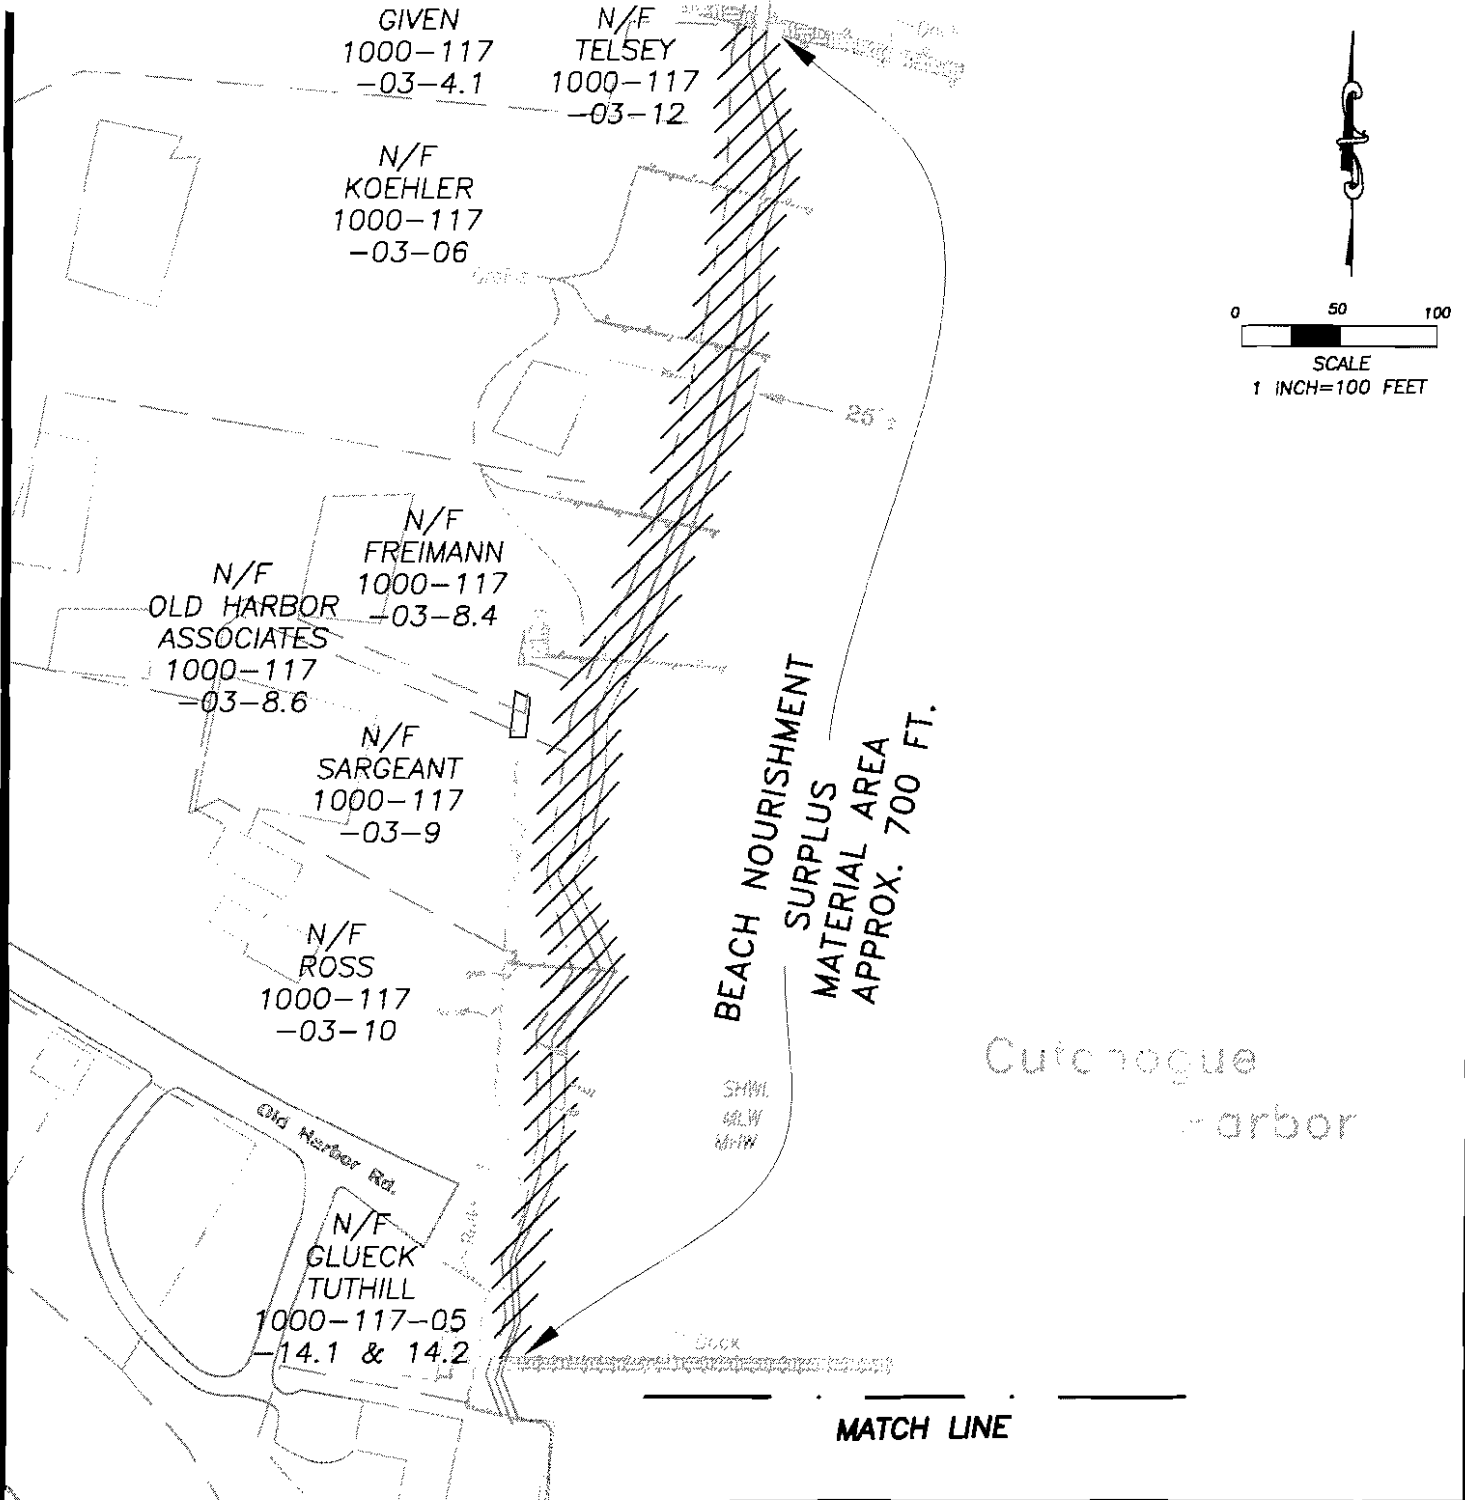 GIVEN
1000-117
-03-4.1
N/F
TELSEY
1000-117
-03-12
Dock
N/F
KOEHLER
1000-117
-03-06
0 50 100
SCALE
1 INCH=100 FEET
25'±
N/F
FREIMANN
1000-117
-03-8.4
N/F
OLD HARBOR
ASSOCIATES
1000-117
-03-8.6
N/F
SARGEANT
1000-117
-03-9
BEACH NOURISHMENT
SURPLUS
MATERIAL AREA
APPROX. 700 FT.
N/F
ROSS
1000-117
-03-10
Cutchogue
Harbor
SHWL
MLW
MHW
Old Harbor Rd.
N/F
GLUECK
TUTHILL
1000-117-05
-14.1 & 14.2
Dock
MATCH LINE